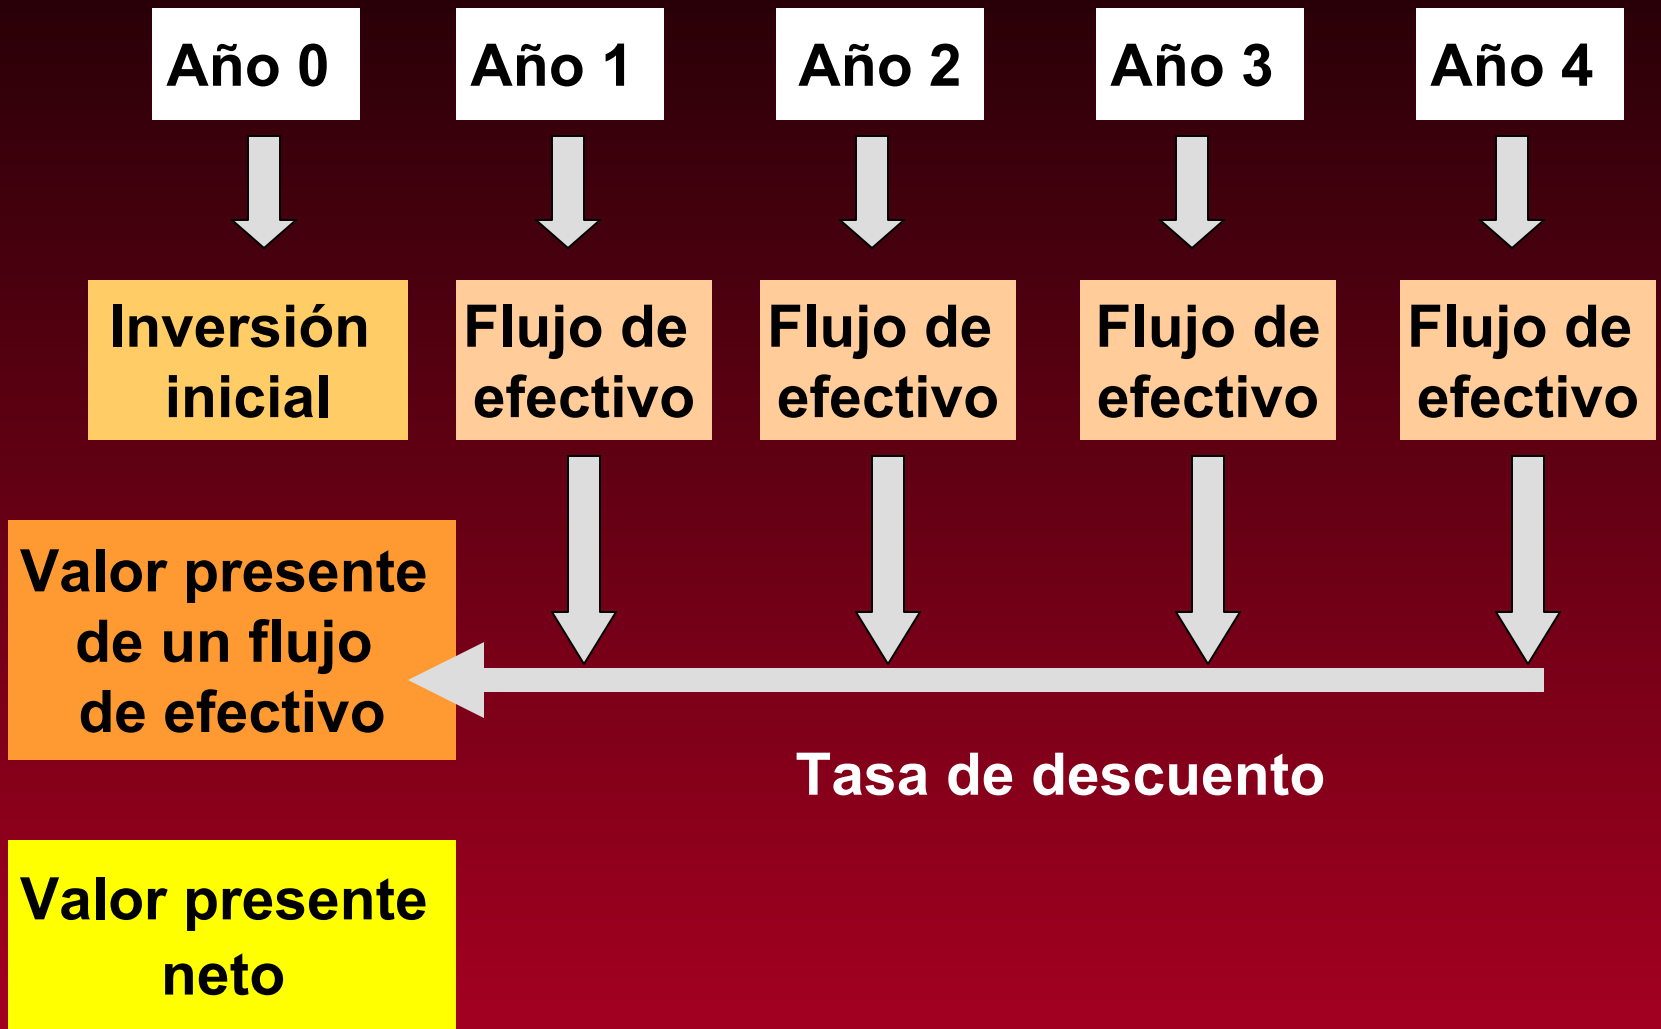 Año 0
Año 1
Año 2
Año 3
Año 4
Inversión
inicial
Flujo de
efectivo
Flujo de
efectivo
Flujo de
efectivo
Flujo de
efectivo
Valor presente
de un flujo
de efectivo
Tasa de descuento
Valor presente
neto